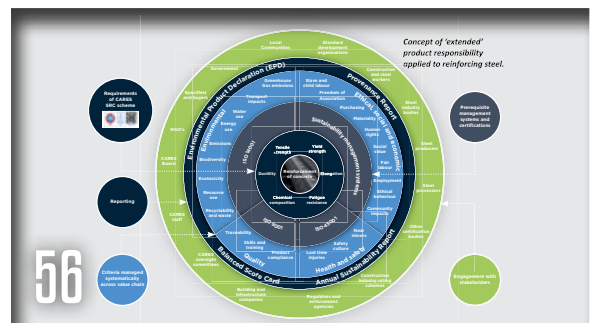 Concept of ‘extended’
product responsibility
applied to reinforcing steel.
Local
Communities
Standard
development
organisations
Government
Construction
and steel
workers
Specifiers
and buyers
Steel
industry
bodies
NGO's
Steel
producers
CARES
Board
Steel
processors
CARES
staff
Other
certification
bodies
CARES
oversight
committees
Construction
industry rating
schemes
Building and
infrastructure
companies
Regulators and
enforcement
agencies
Environmental Product Declaration (EPD)
Provenance Report
Balanced Score Card
Annual Sustainability Report
Environmental
Ethical, social and economic
Quality
Health and safety
Greenhouse
Gas emissions
Transport
impacts
Water
use
Energy
use
Emissions
Biodiversity
Ecotoxicity
Resource
use
Recyclability
and waste
Slave and
child labour
Freedom of
Association
Purchasing
Materiality
Human
rights
Social
value
Fair
labour
Employment
Ethical
behaviour
Community
impacts
Traceability
Skills and
training
Product
compliance
Lost time
injuries
Safety
culture
Near
misses
ISO 14001
Sustainability management systems
ISO 9001
ISO 45001
Tensile
strength
Yield
strength
Ductility
Reinforcement
of concrete
Elongation
Chemical
composition
Fatigue
resistance
Requirements
of CARES
SRC scheme
Reporting
Criteria managed
systematically
across value chain
Prerequisite
management
systems and
certifications
Engagement with
stakeholders
56